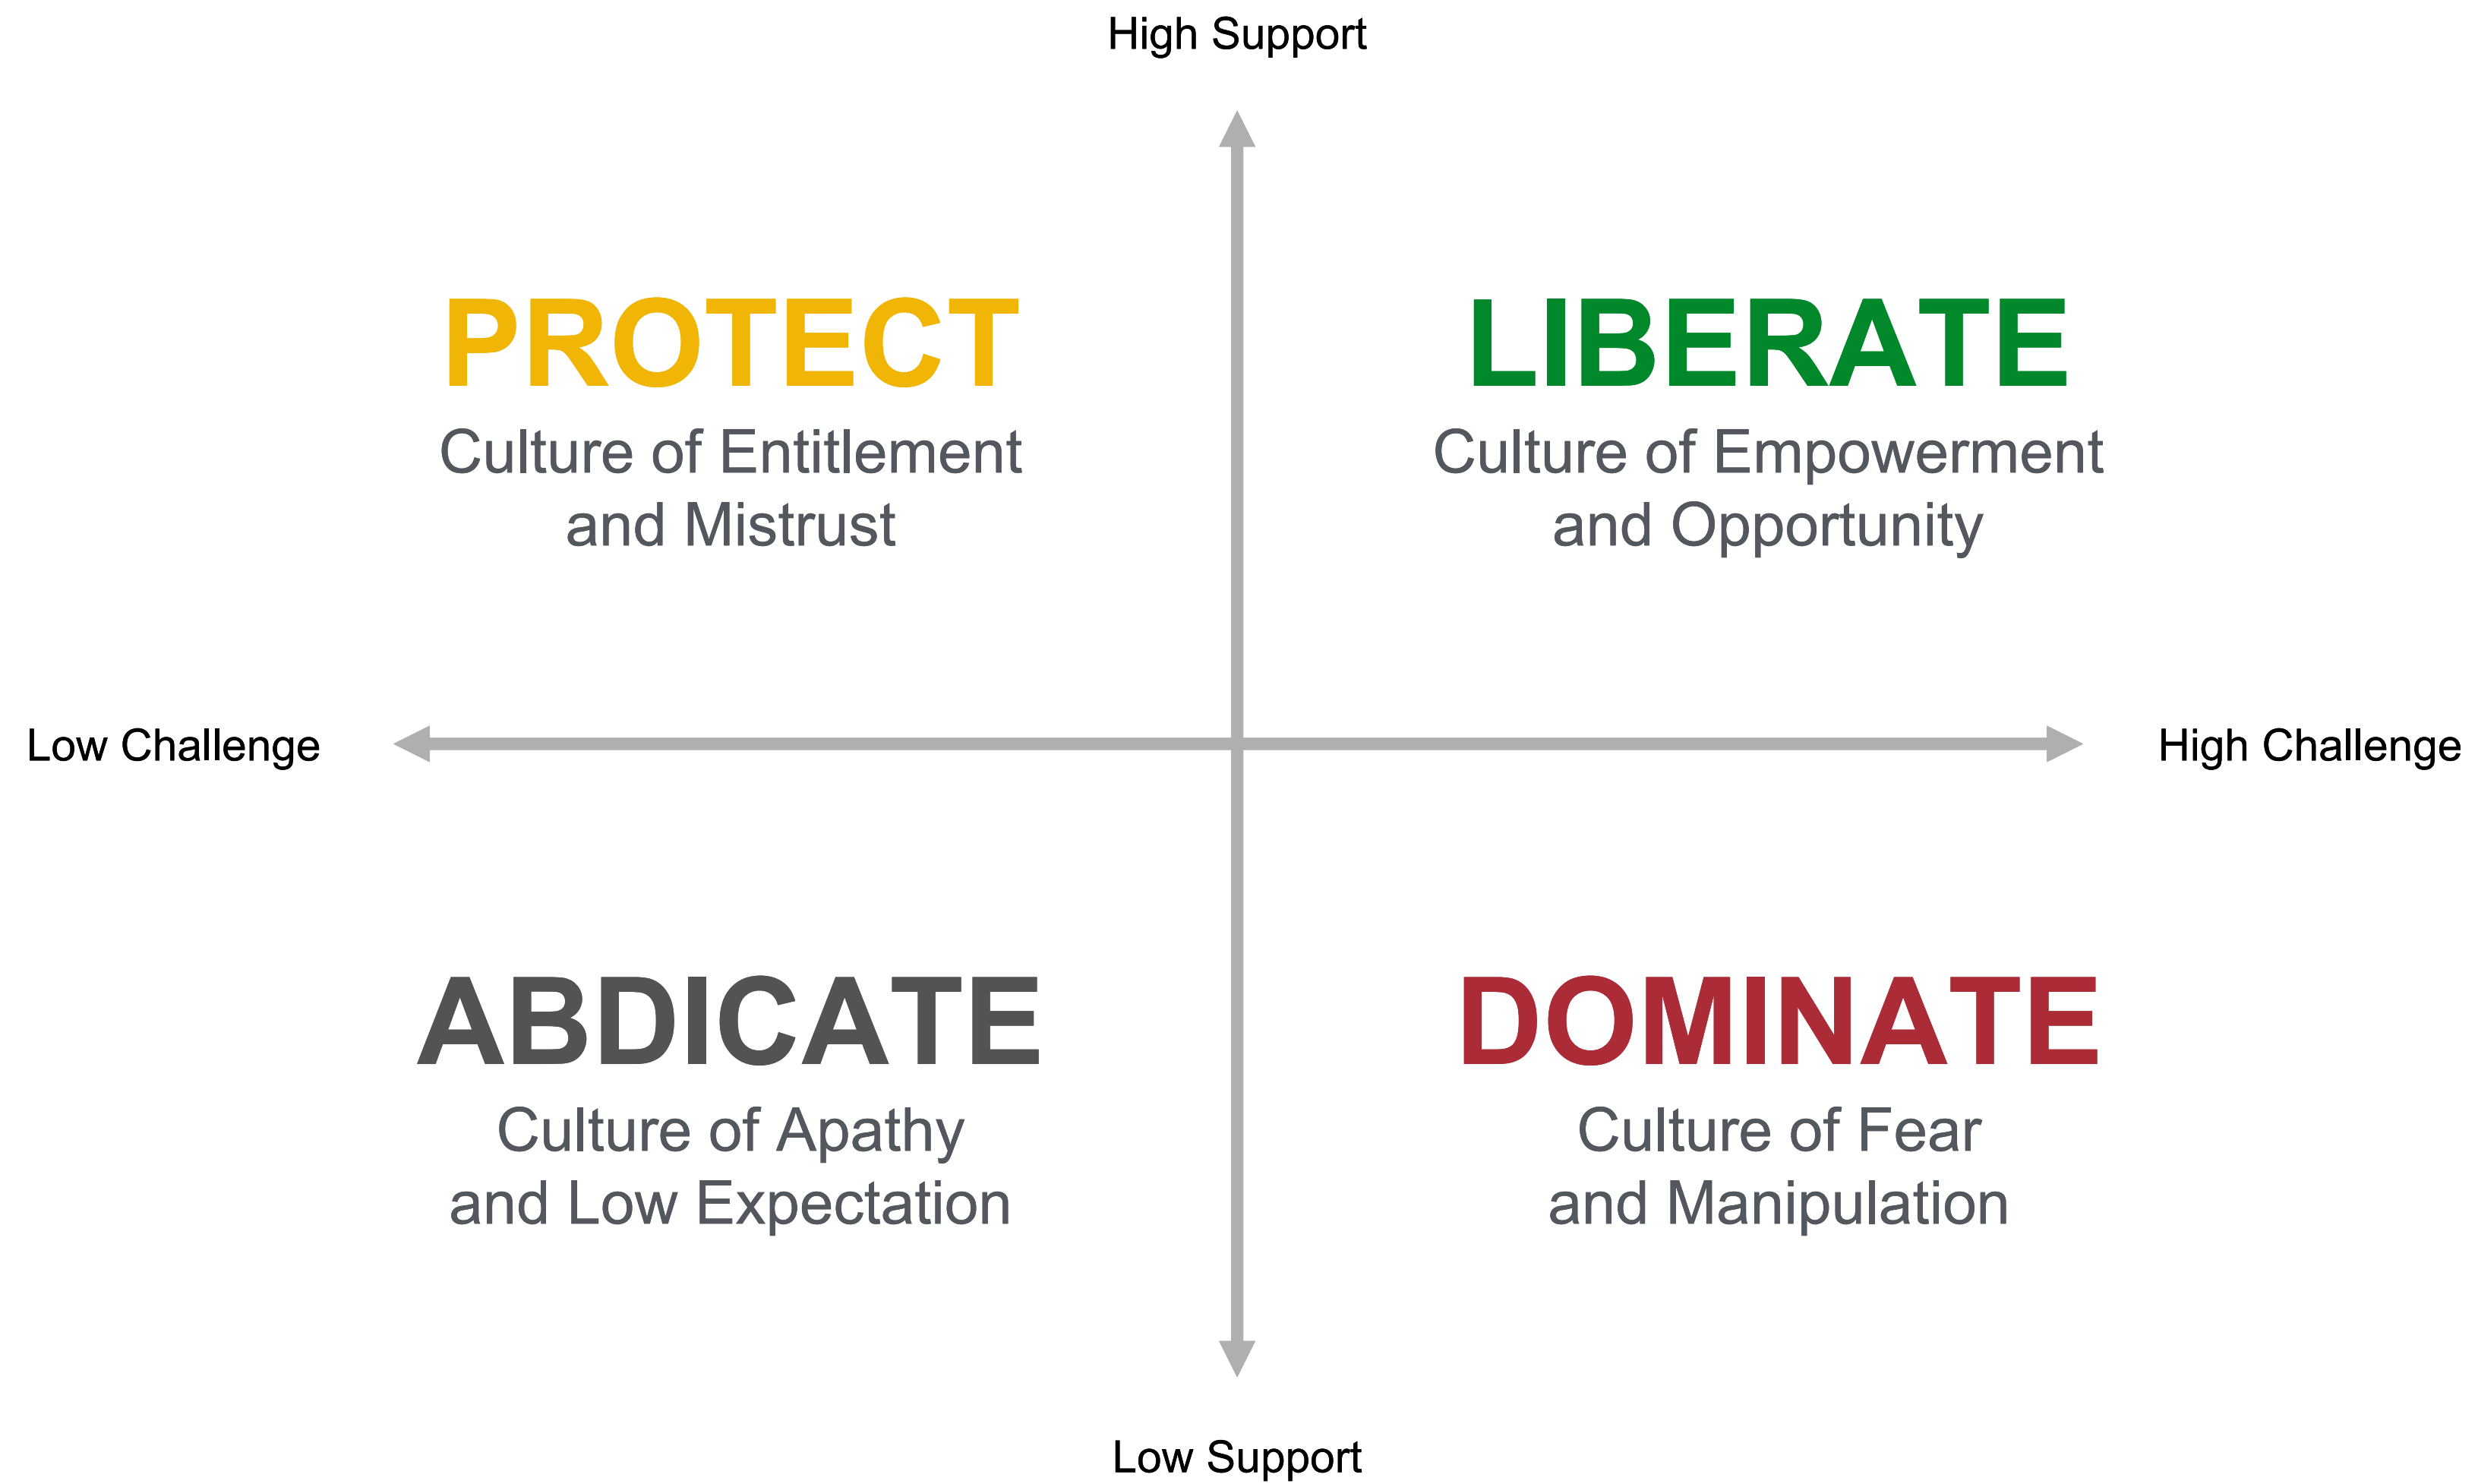 High Support
PROTECT
Culture of Entitlement
and Mistrust
LIBERATE
Culture of Empowerment
and Opportunity
Low Challenge
High Challenge
ABDICATE
Culture of Apathy
and Low Expectation
DOMINATE
Culture of Fear
and Manipulation
Low Support